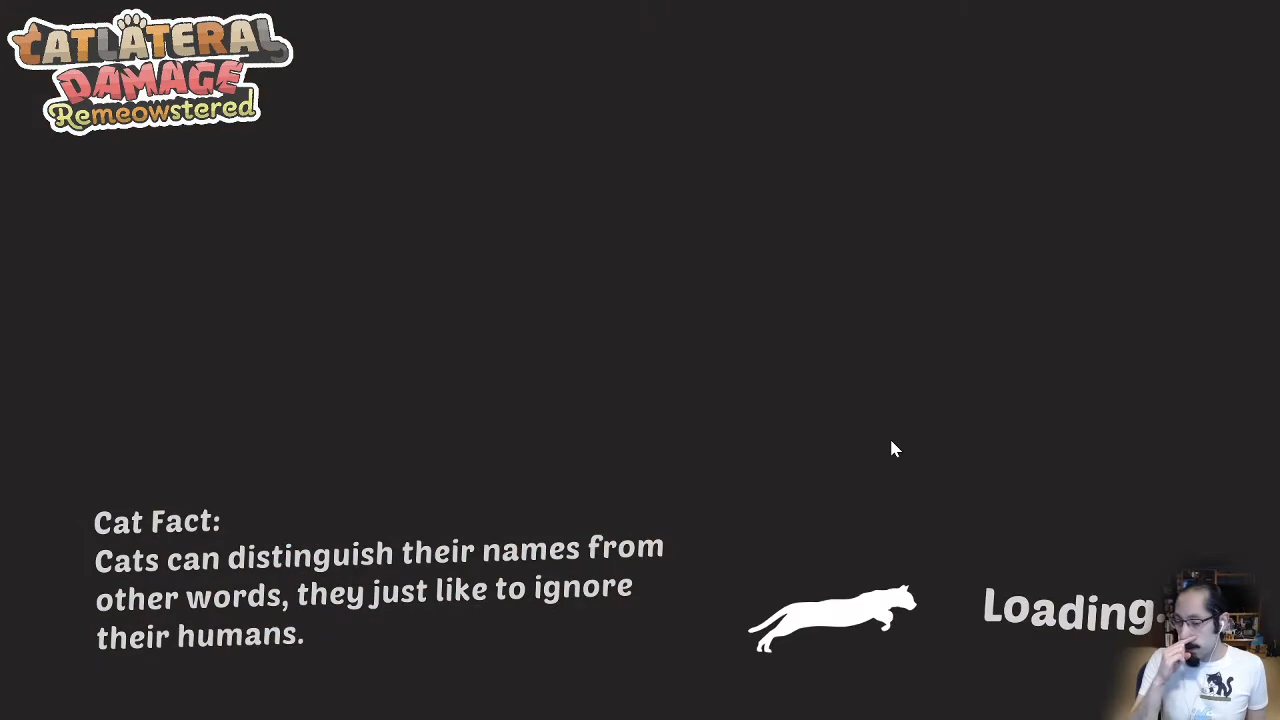 CATLATERAL
DAMAGE
Remeowstered
Cat Fact:
Cats can distinguish their names from
other words, they just like to ignore
their humans.
Loading.